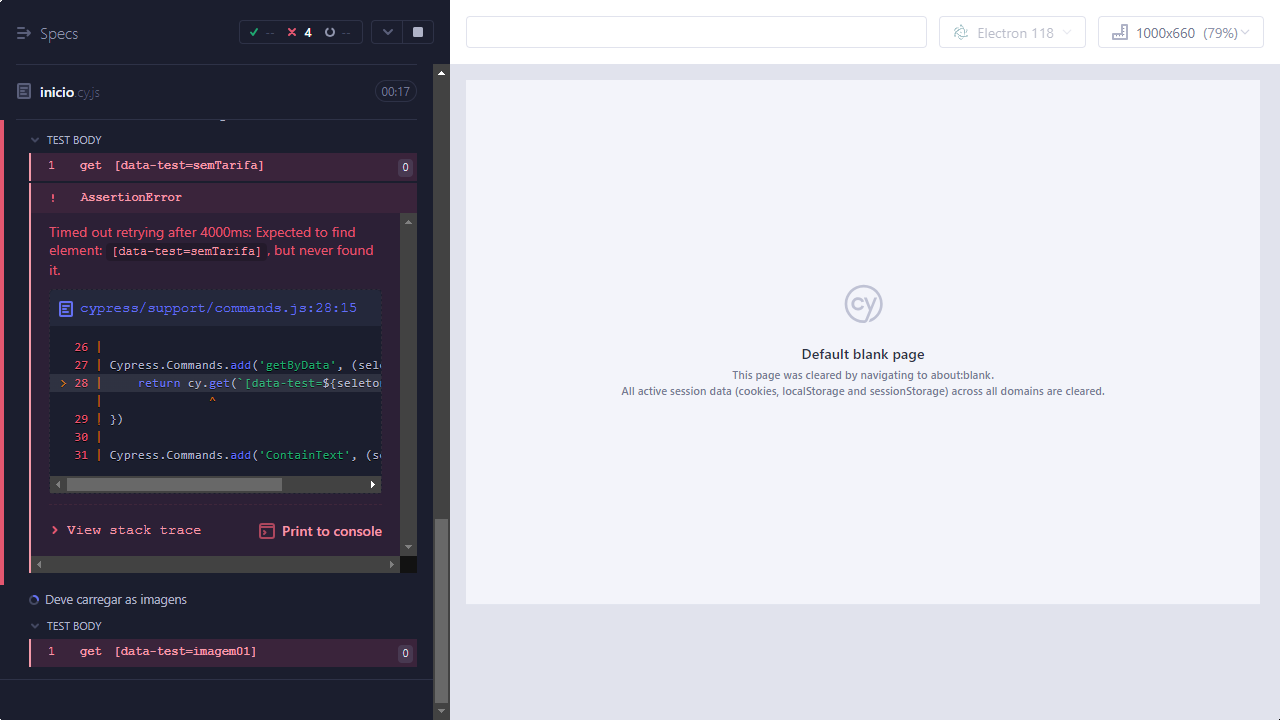 Specs
-- 4 --
inicio.cy.js
00:17
TEST BODY
1 get [data-test=semTarifa] 0
! AssertionError
Timed out retrying after 4000ms: Expected to find
element: [data-test=semTarifa] , but never found
it.
cypress/support/commands.js:28:15
26 |
27 | Cypress.Commands.add('getByData', (sel
> 28 | return cy.get(`[data-test=${seleto
| ^
29 | })
30 |
31 | Cypress.Commands.add('ContainText', (s
View stack trace
Print to console
Deve carregar as imagens
TEST BODY
1 get [data-test=imagem01] 0
Electron 118
1000x660 (79%)
cy
Default blank page
This page was cleared by navigating to about:blank.
All active session data (cookies, localStorage and sessionStorage) across all domains are cleared.